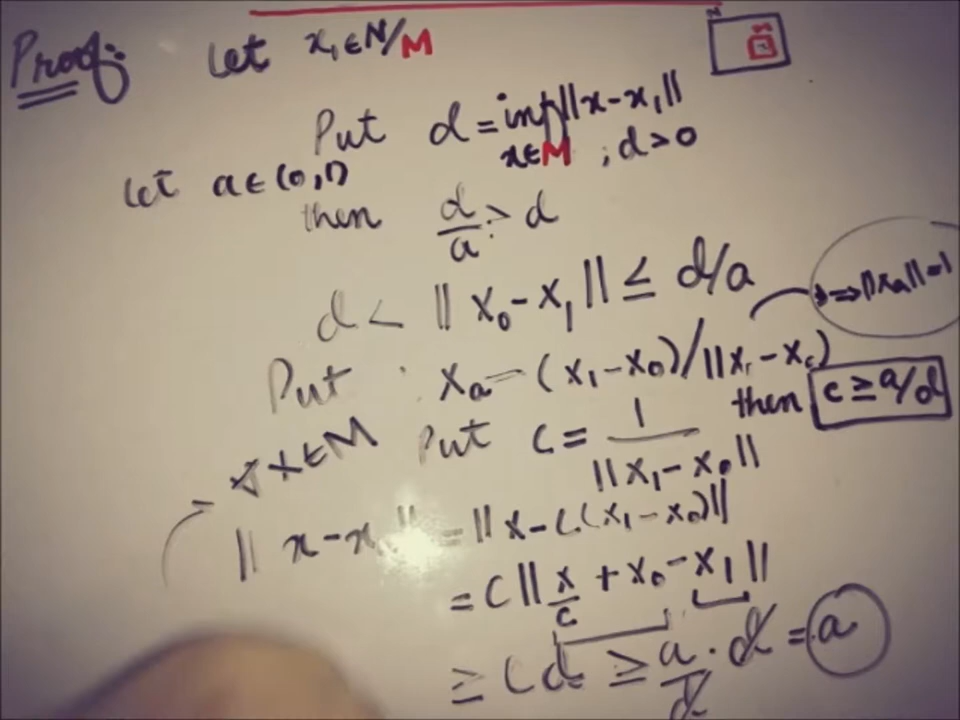 Proof: Let x₁∈N/M
Put d = inf ||x-x₁||
x∈M ; d>0
Let a∈(0,1)
then d/a > d
d < ||x₀-x₁|| ≤ d/a
⇒ ||xₐ||=1
Put : xₐ = (x₁-x₀)/||x₁-x₀)
∀x∈M Put c = 1/||x₁-x₀|| then c ≥ a/d
||x-x || = ||x-c.(x₁-x₀)||
= c||x/c + x₀-x₁||
≥ cd ≥ a/d . d = a